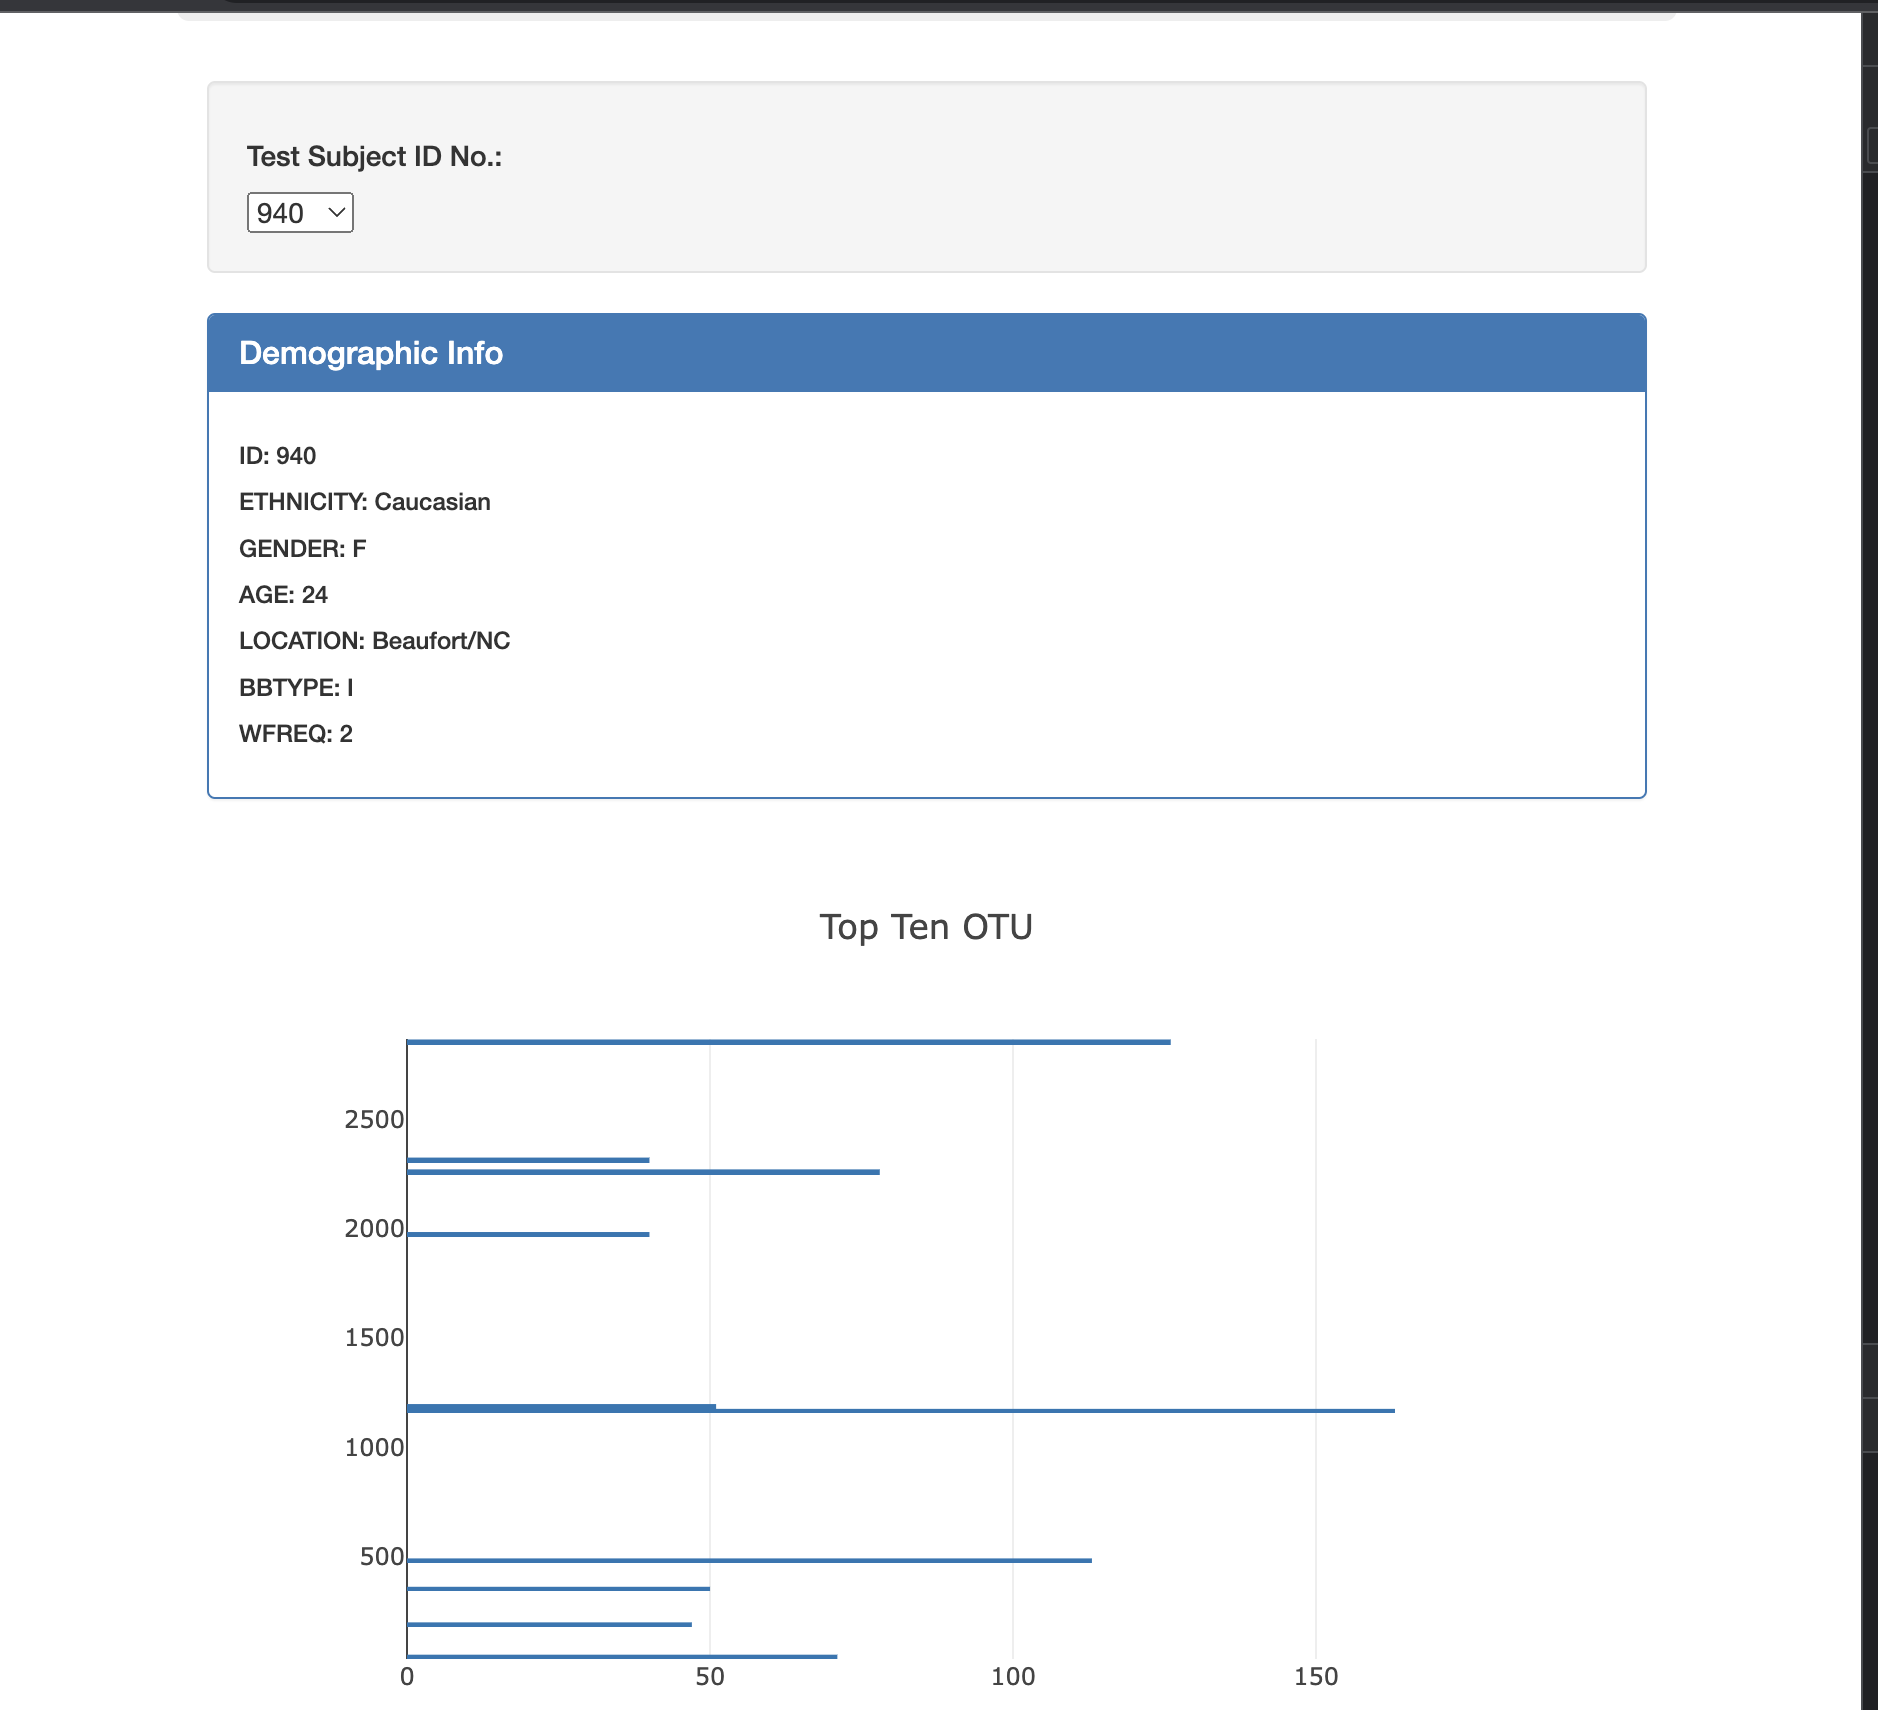 Test Subject ID No.:
940
Demographic Info
ID: 940
ETHNICITY: Caucasian
GENDER: F
AGE: 24
LOCATION: Beaufort/NC
BBTYPE: I
WFREQ: 2
Top Ten OTU
2500
2000
1500
1000
500
0 50 100 150